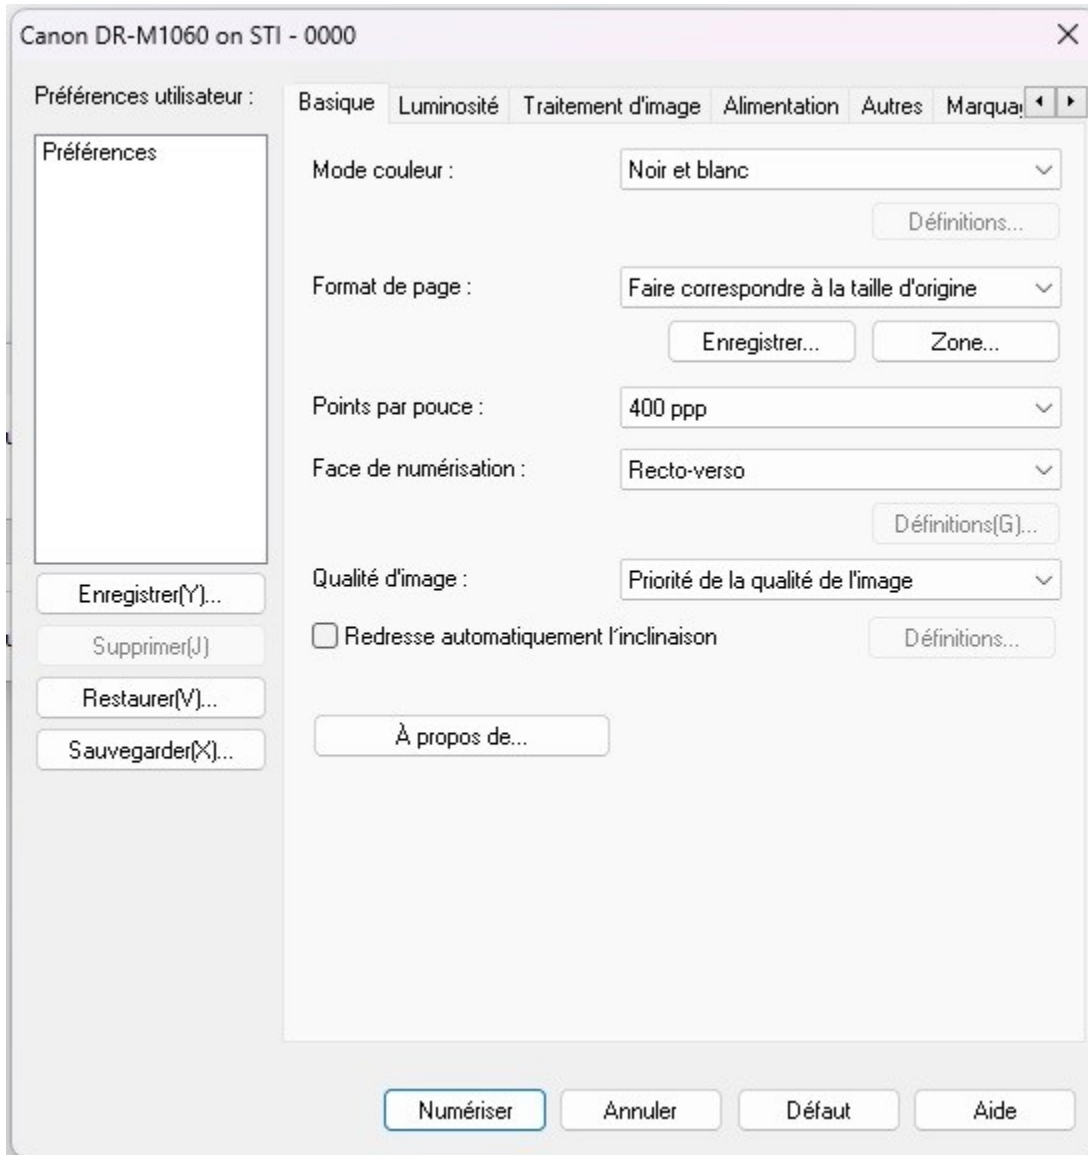 Canon DR-M1060 on STI - 0000
Préférences utilisateur :
Préférences
Enregistrer(Y)...
Supprimer(J)
Restaurer(V)...
Sauvegarder(X)...
Basique Luminosité Traitement d'image Alimentation Autres
Mode couleur : Noir et blanc
Définitions...
Format de page : Faire correspondre à la taille d'origine
Enregistrer... Zone...
Points par pouce : 400 ppp
Face de numérisation : Recto-verso
Définitions(G)...
Qualité d'image : Priorité de la qualité de l'image
Redresse automatiquement l´inclinaison Définitions...
À propos de...
Numériser Annuler Défaut Aide